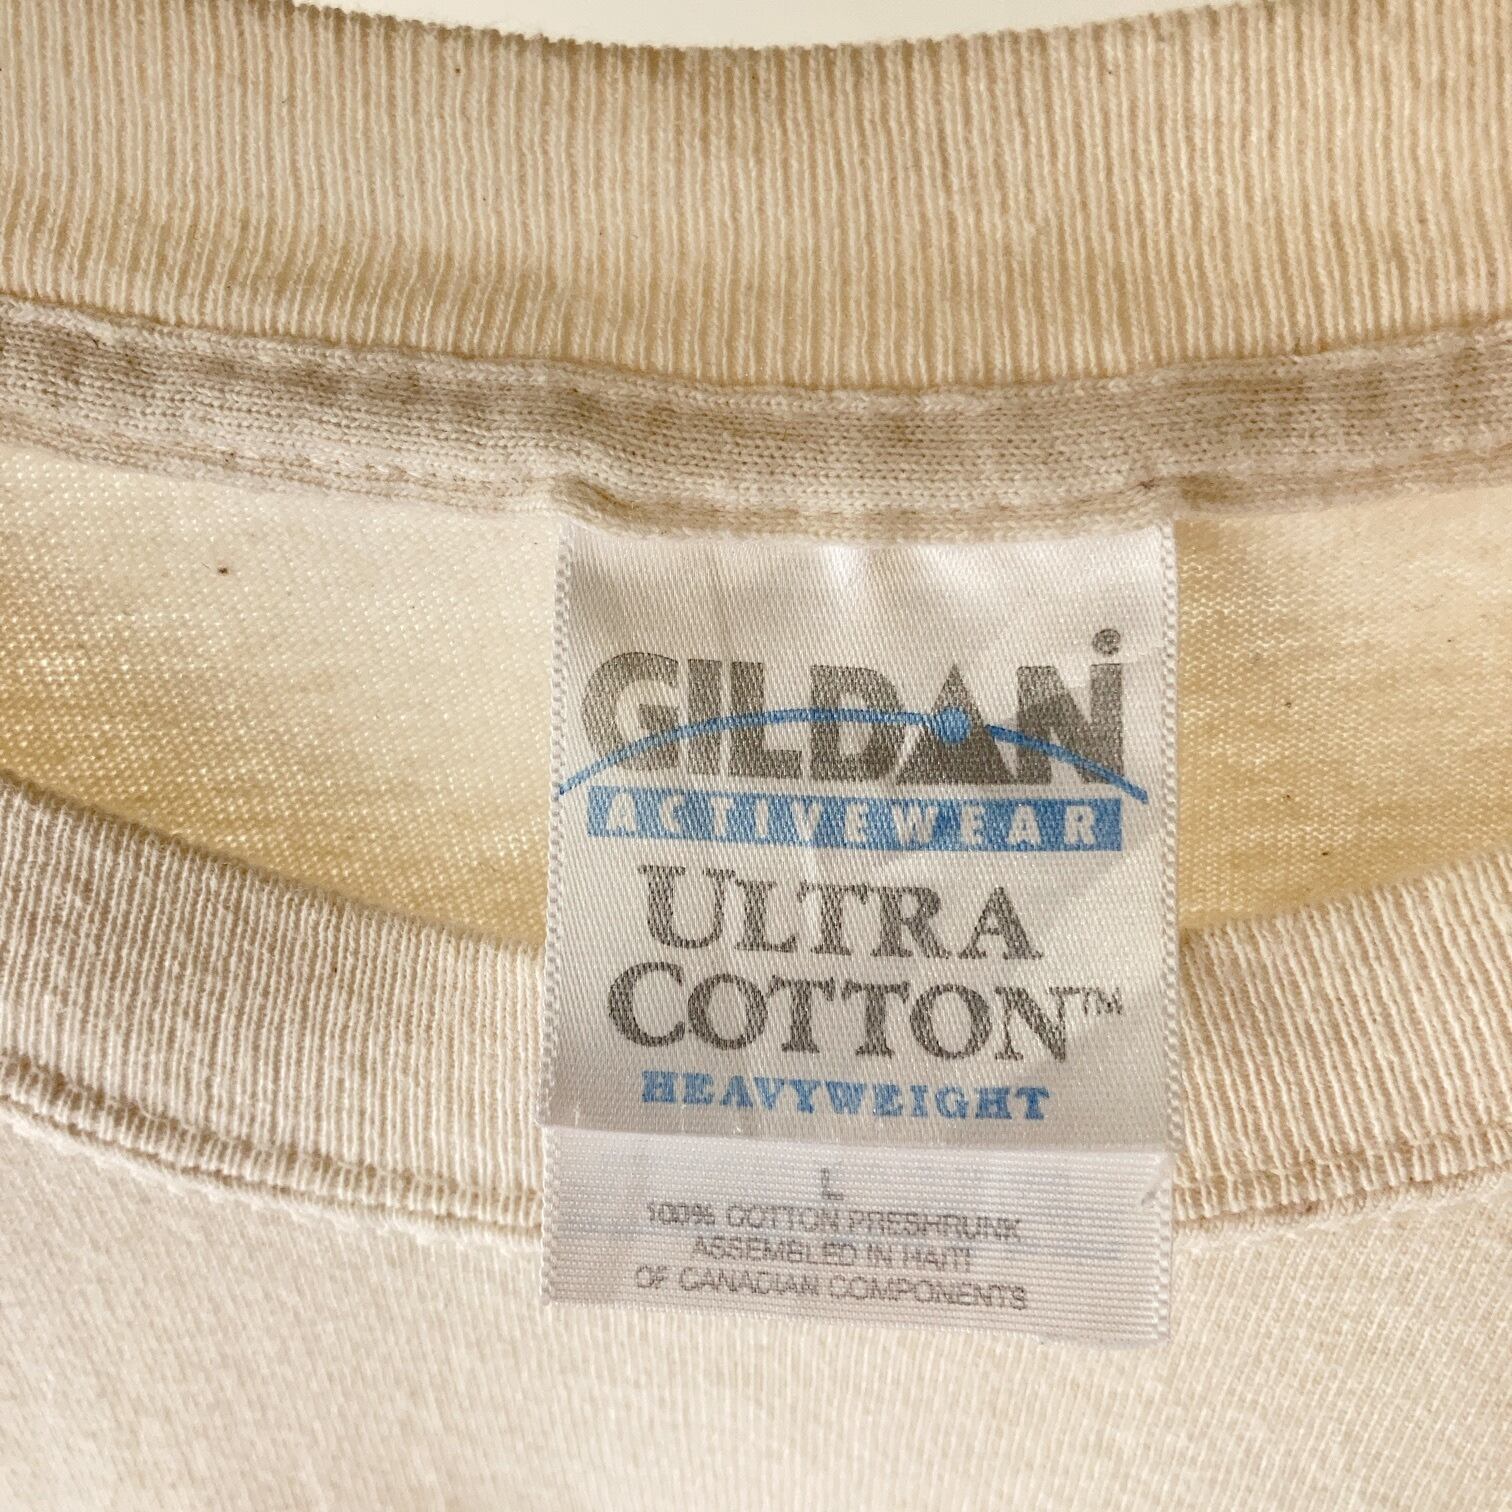 GILDAN®
ACTIVEWEAR
ULTRA
COTTON™
HEAVYWEIGHT
L
100% COTTON PRESHRUNK
ASSEMBLED IN HAITI
OF CANADIAN COMPONENTS